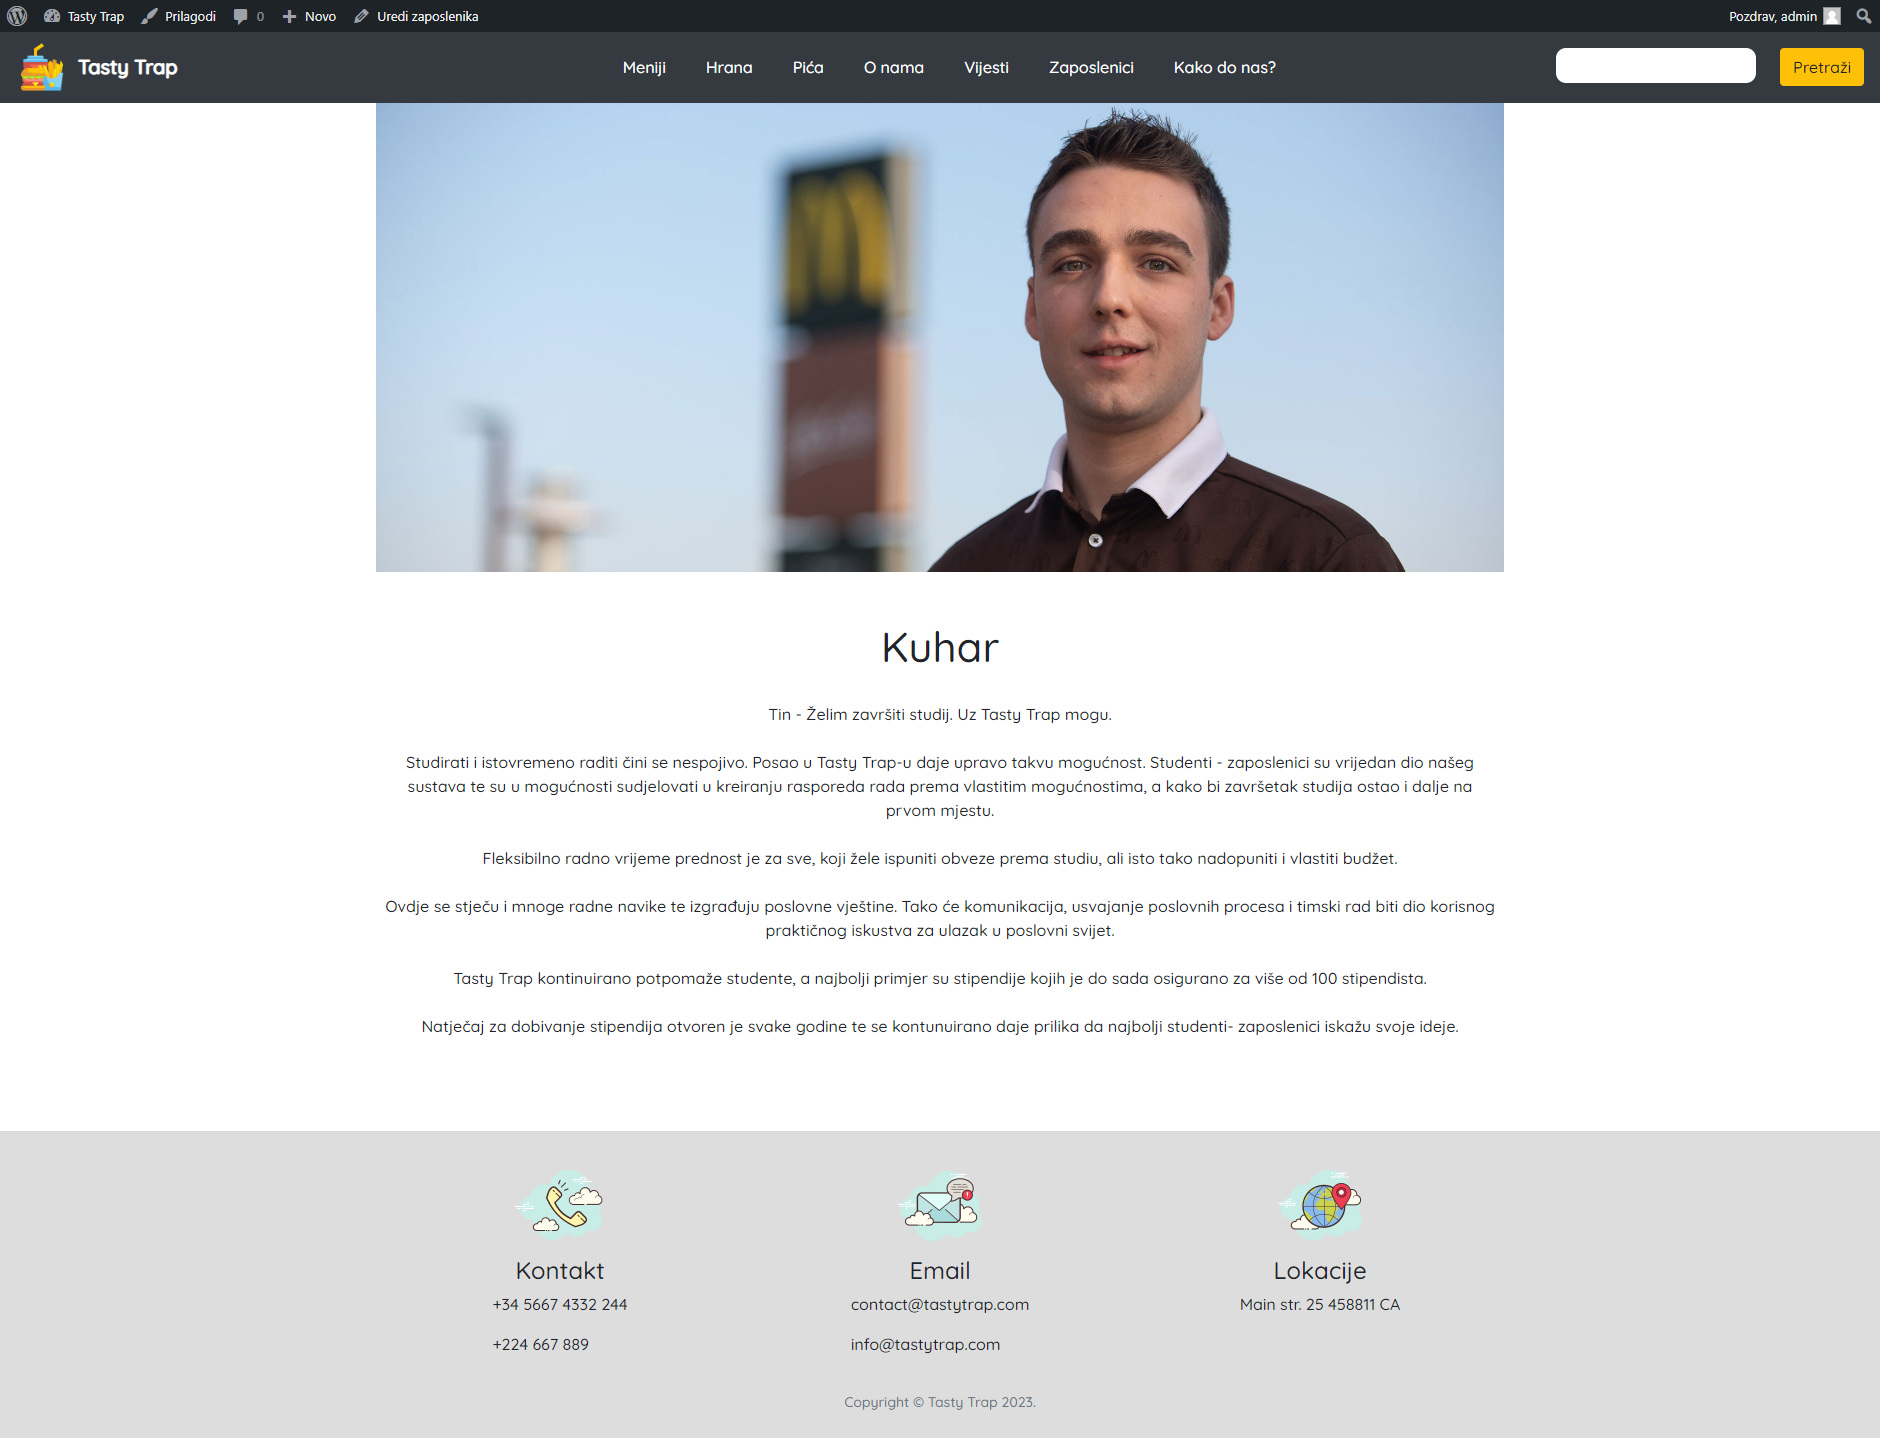 Tasty Trap
Prilagodi
0
Novo
Uredi zaposlenika
Pozdrav, admin
Tasty Trap
Meniji
Hrana
Pića
O nama
Vijesti
Zaposlenici
Kako do nas?
Pretraži
Kuhar
Tin - Želim završiti studij. Uz Tasty Trap mogu.
Studirati i istovremeno raditi čini se nespojivo. Posao u Tasty Trap-u daje upravo takvu mogućnost. Studenti - zaposlenici su vrijedan dio našeg
sustava te su u mogućnosti sudjelovati u kreiranju rasporeda rada prema vlastitim mogućnostima, a kako bi završetak studija ostao i dalje na
prvom mjestu.
Fleksibilno radno vrijeme prednost je za sve, koji žele ispuniti obveze prema studiu, ali isto tako nadopuniti i vlastiti budžet.
Ovdje se stječu i mnoge radne navike te izgrađuju poslovne vještine. Tako će komunikacija, usvajanje poslovnih procesa i timski rad biti dio korisnog
praktičnog iskustva za ulazak u poslovni svijet.
Tasty Trap kontinuirano potpomaže studente, a najbolji primjer su stipendije kojih je do sada osigurano za više od 100 stipendista.
Natječaj za dobivanje stipendija otvoren je svake godine te se kontunuirano daje prilika da najbolji studenti- zaposlenici iskažu svoje ideje.
Kontakt
+34 5667 4332 244
+224 667 889
Email
contact@tastytrap.com
info@tastytrap.com
Lokacije
Main str. 25 458811 CA
Copyright © Tasty Trap 2023.